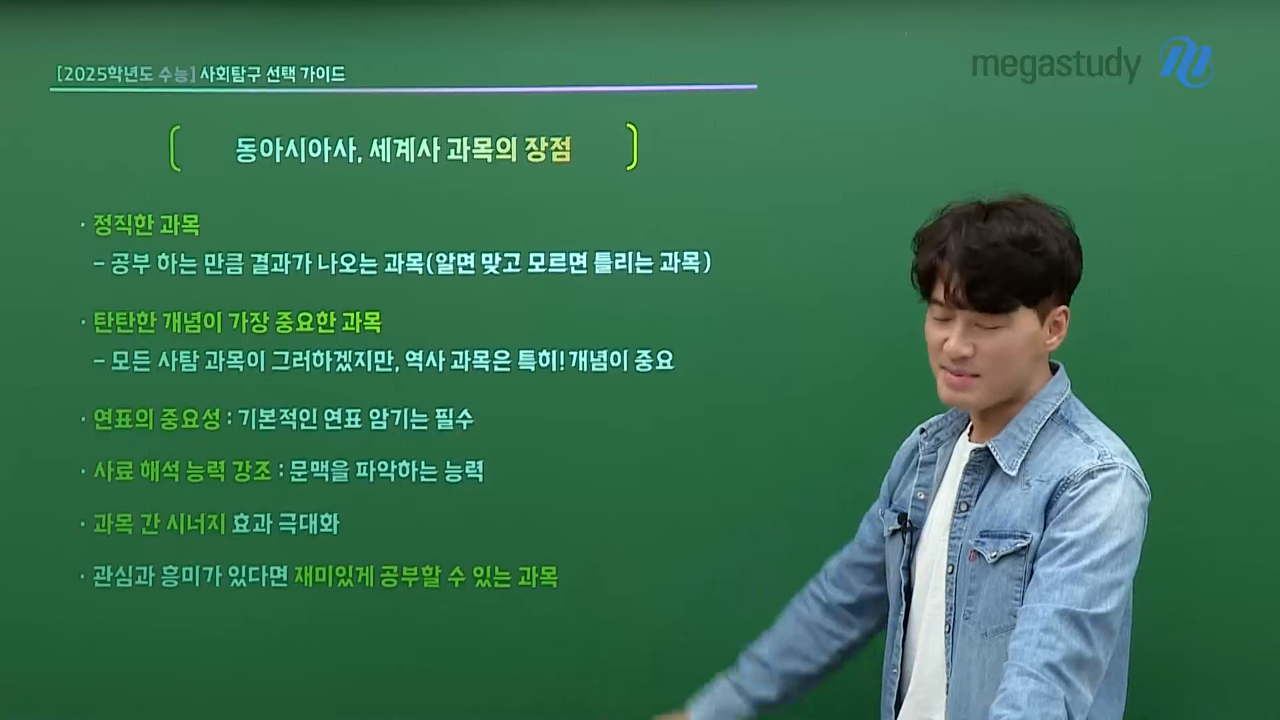 [2025학년도 수능] 사회탐구 선택 가이드
megastudy
동아시아사, 세계사 과목의 장점
· 정직한 과목
- 공부 하는 만큼 결과가 나오는 과목(알면 맞고 모르면 틀리는 과목)
· 탄탄한 개념이 가장 중요한 과목
- 모든 사탐 과목이 그러하겠지만, 역사 과목은 특히! 개념이 중요
· 연표의 중요성 : 기본적인 연표 암기는 필수
· 사료 해석 능력 강조 : 문맥을 파악하는 능력
· 과목 간 시너지 효과 극대화
· 관심과 흥미가 있다면 재미있게 공부할 수 있는 과목